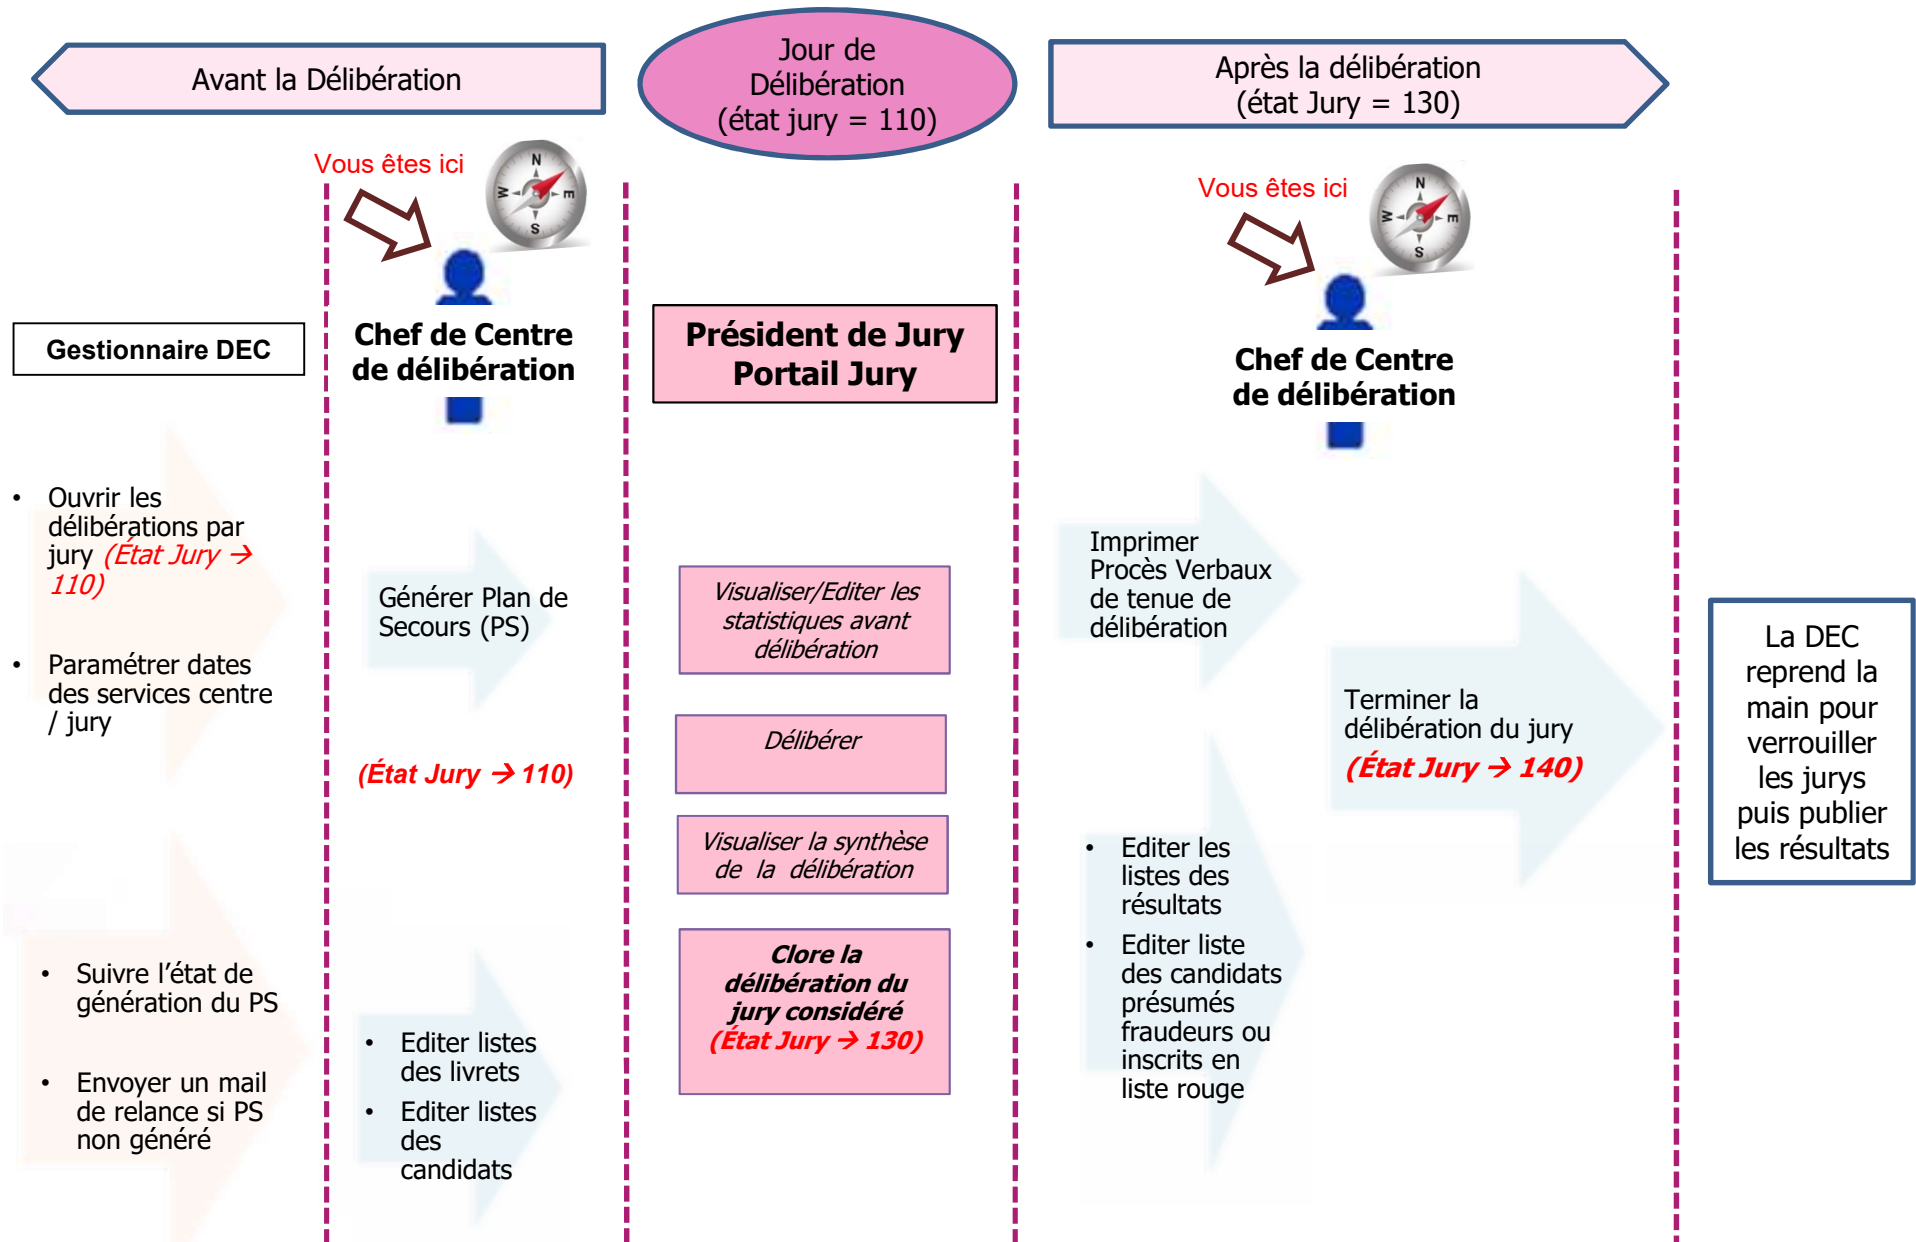 Avant la Délibération
Jour de
Délibération
(état jury = 110)
Après la délibération
(état Jury = 130)
Vous êtes ici
N
E
S
W
Vous êtes ici
N
E
S
W
Gestionnaire DEC
Chef de Centre
de délibération
Président de Jury
Portail Jury
Chef de Centre
de délibération
• Ouvrir les
délibérations par
jury (État Jury →
110)
• Paramétrer dates
des services centre
/ jury
• Suivre l'état de
génération du PS
• Envoyer un mail
de relance si PS
non généré
Générer Plan de
Secours (PS)
(État Jury → 110)
• Editer listes
des livrets
• Editer listes
des
candidats
Visualiser/Editer les
statistiques avant
délibération
Délibérer
Visualiser la synthèse
de la délibération
Clore la
délibération du
jury considéré
(État Jury → 130)
Imprimer
Procès Verbaux
de tenue de
délibération
• Editer les
listes des
résultats
• Editer liste
des candidats
présumés
fraudeurs ou
inscrits en
liste rouge
Terminer la
délibération du jury
(État Jury → 140)
La DEC
reprend la
main pour
verrouiller
les jurys
puis publier
les résultats